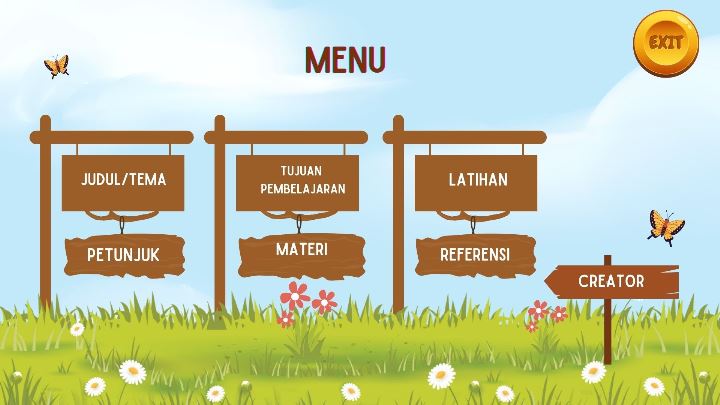 MENU
EXIT
JUDUL/TEMA
PETUNJUK
TUJUAN
PEMBELAJARAN
MATERI
LATIHAN
REFERENSI
CREATOR